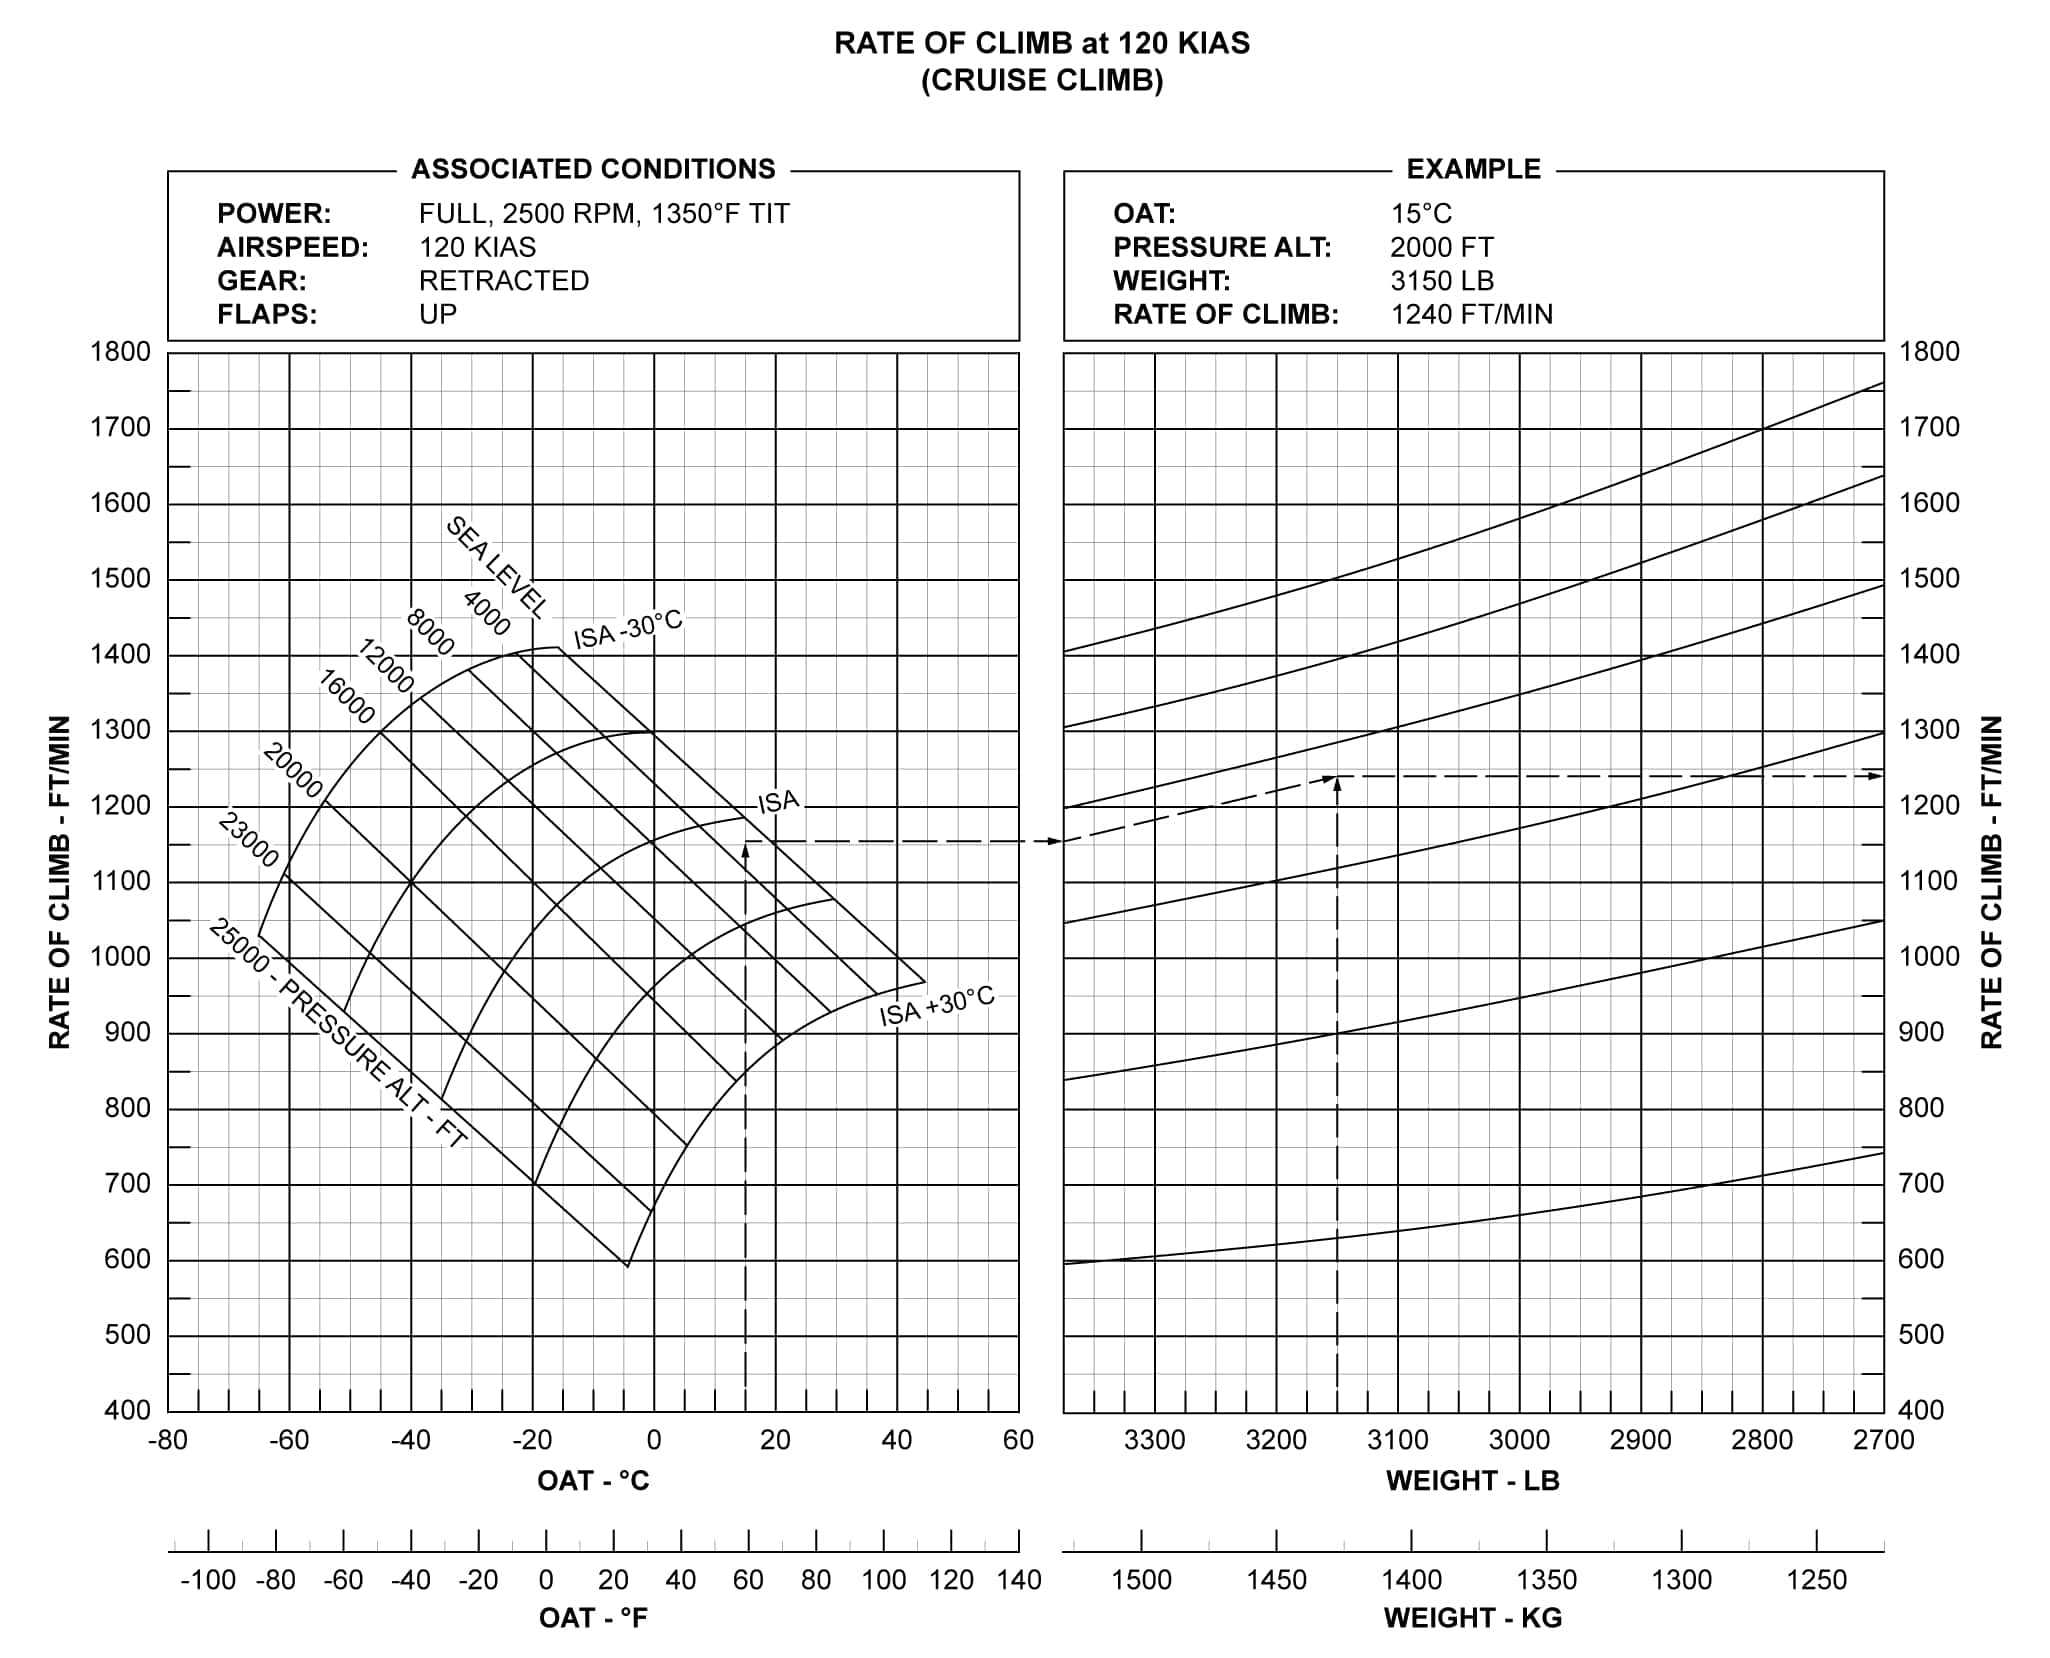 RATE OF CLIMB at 120 KIAS
(CRUISE CLIMB)
ASSOCIATED CONDITIONS
POWER: FULL, 2500 RPM, 1350°F TIT
AIRSPEED: 120 KIAS
GEAR: RETRACTED
FLAPS: UP
EXAMPLE
OAT: 15°C
PRESSURE ALT: 2000 FT
WEIGHT: 3150 LB
RATE OF CLIMB: 1240 FT/MIN
RATE OF CLIMB - FT/MIN
1800
1700
1600
1500
1400
1300
1200
1100
1000
900
800
700
600
500
400
SEA LEVEL
4000
8000
12000
16000
20000
23000
25000 - PRESSURE ALT - FT
ISA -30°C
ISA
ISA +30°C
-80 -60 -40 -20 0 20 40 60
OAT - °C
-100 -80 -60 -40 -20 0 20 40 60 80 100 120 140
OAT - °F
1800
1700
1600
1500
1400
1300
1200
1100
1000
900
800
700
600
500
400
RATE OF CLIMB - FT/MIN
3300 3200 3100 3000 2900 2800 2700
WEIGHT - LB
1500 1450 1400 1350 1300 1250
WEIGHT - KG